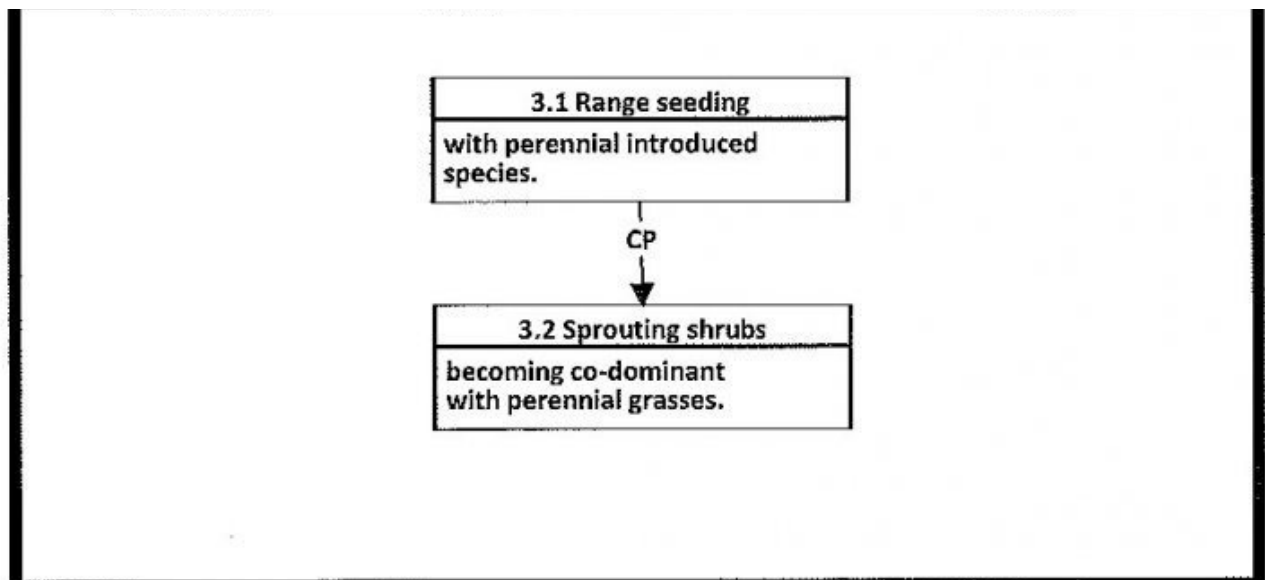 3.1 Range seeding
with perennial introduced
species.
CP
3.2 Sprouting shrubs
becoming co-dominant
with perennial grasses.